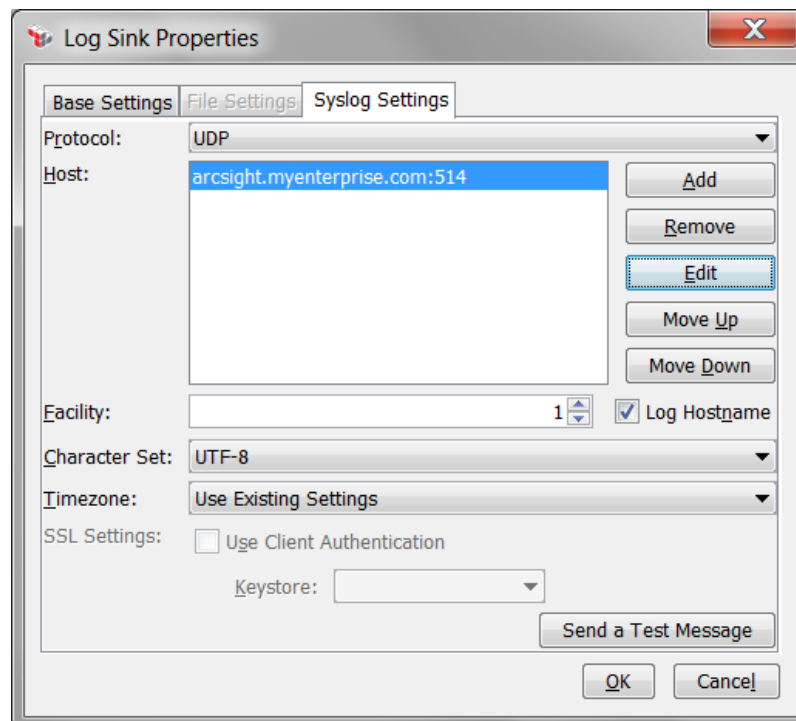 Log Sink Properties
Base Settings File Settings Syslog Settings
Protocol: UDP
Host: arcsight.myenterprise.com:514 Add
Remove
Edit
Move Up
Move Down
Facility: 1 Log Hostname
Character Set: UTF-8
Timezone: Use Existing Settings
SSL Settings: Use Client Authentication
Keystore:
Send a Test Message
OK Cancel